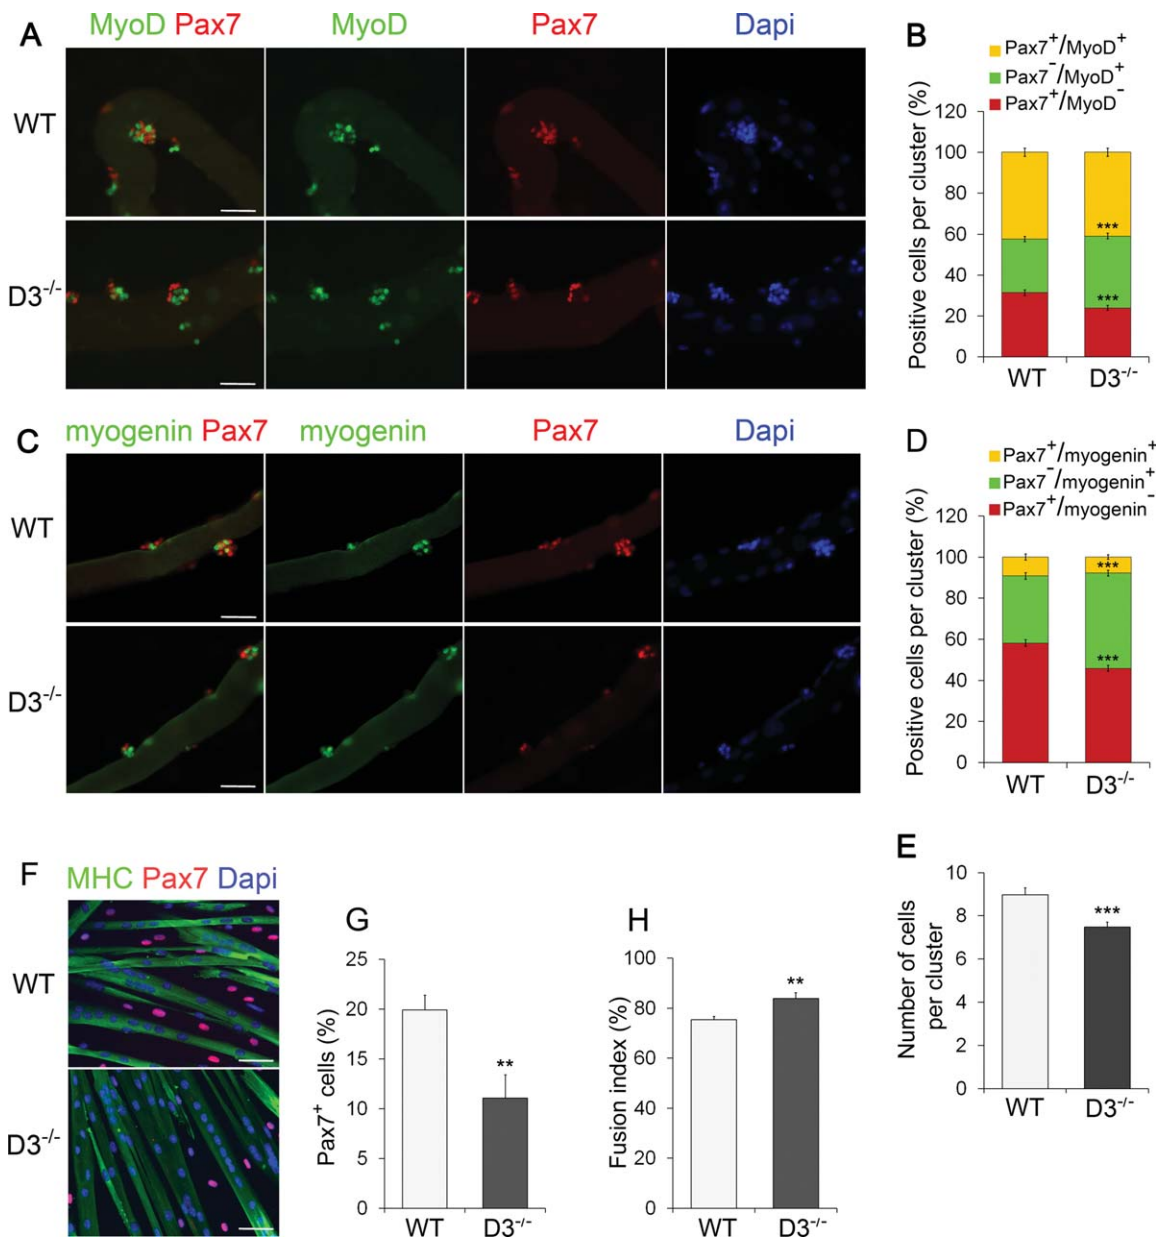 A
MyoD Pax7
MyoD
Pax7
Dapi
WT
D3-/-
B
Pax7+/MyoD+
Pax7-/MyoD+
Pax7+/MyoD-
Positive cells per cluster (%)
120
100
80
60
40
20
0
***
***
WT
D3-/-
C
myogenin Pax7
myogenin
Pax7
Dapi
WT
D3-/-
D
Pax7+/myogenin+
Pax7-/myogenin+
Pax7+/myogenin-
Positive cells per cluster (%)
120
100
80
60
40
20
0
***
***
WT
D3-/-
E
Number of cells
per cluster
10
8
6
4
2
0
***
WT
D3-/-
F
MHC Pax7 Dapi
WT
D3-/-
G
Pax7+ cells (%)
25
20
15
10
5
0
**
WT
D3-/-
H
Fusion index (%)
100
80
60
40
20
0
**
WT
D3-/-